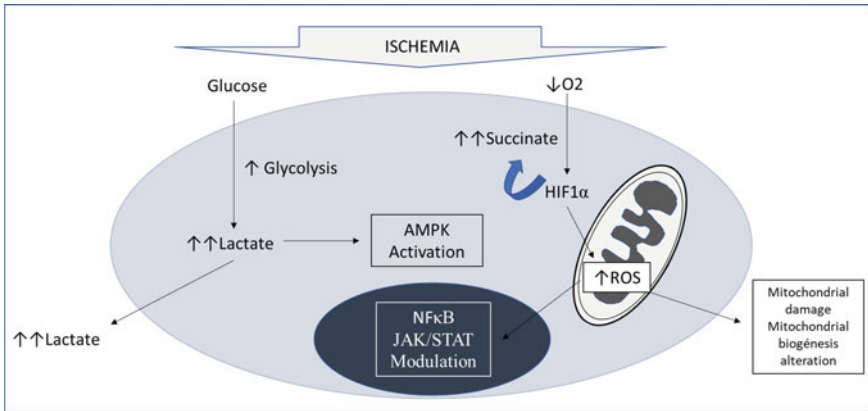 ISCHEMIA
Glucose
↓O2
↑↑Succinate
↑ Glycolysis
HIF1α
↑↑Lactate
AMPK
Activation
↑ROS
↑↑Lactate
NFκB
JAK/STAT
Modulation
Mitochondrial
damage
Mitochondrial
biogénesis
alteration